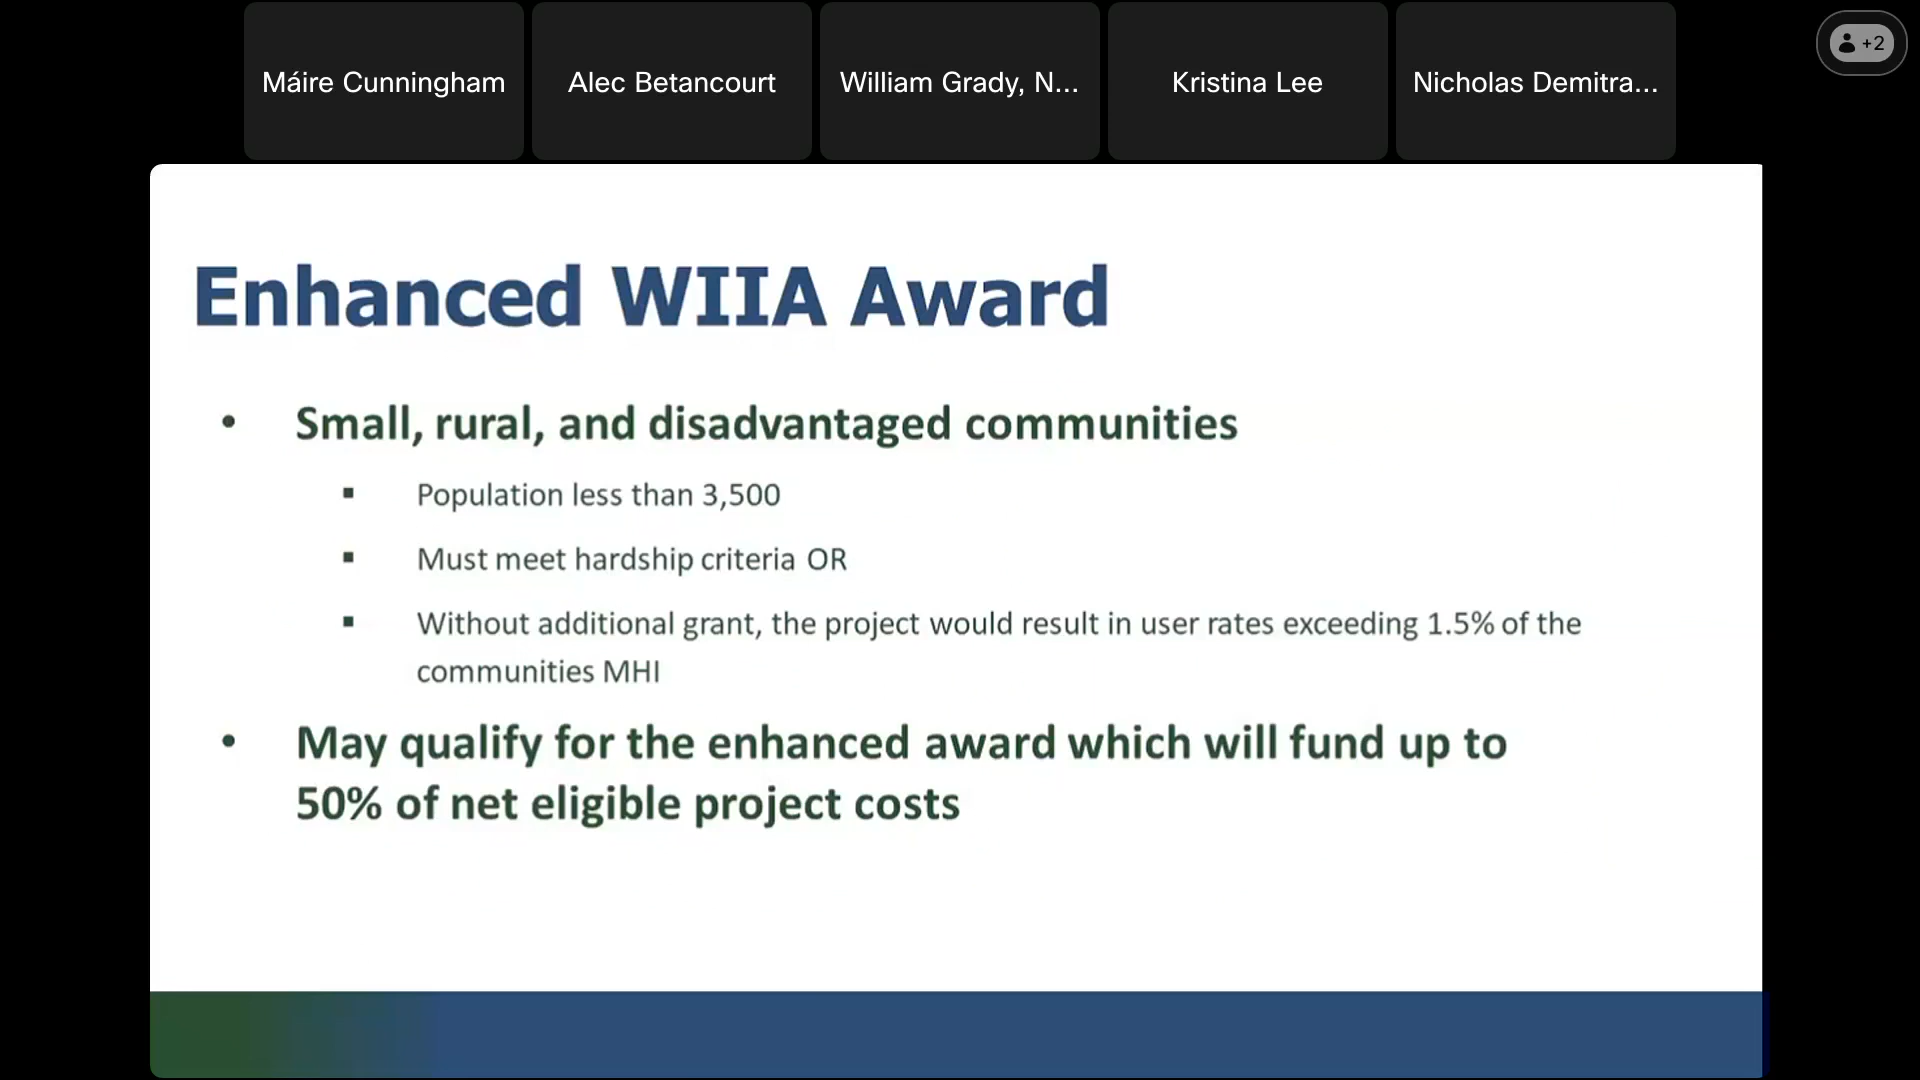 Máire Cunningham
Alec Betancourt
William Grady, N...
Kristina Lee
Nicholas Demitra...
+2
Enhanced WIIA Award
• Small, rural, and disadvantaged communities
▪ Population less than 3,500
▪ Must meet hardship criteria OR
▪ Without additional grant, the project would result in user rates exceeding 1.5% of the
communities MHI
• May qualify for the enhanced award which will fund up to
50% of net eligible project costs